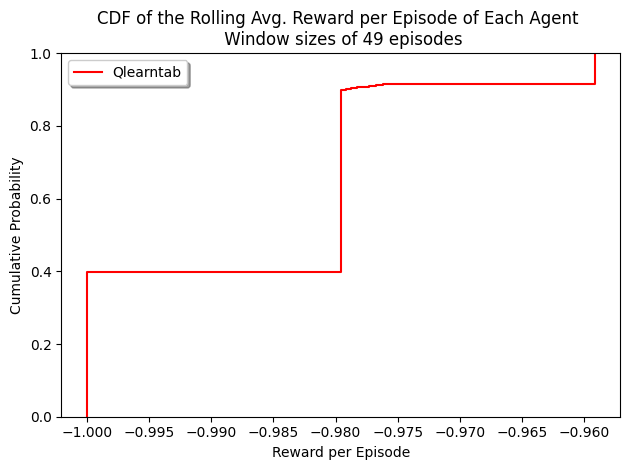 CDF of the Rolling Avg. Reward per Episode of Each Agent
Window sizes of 49 episodes
Qlearntab
Cumulative Probability
1.0
0.8
0.6
0.4
0.2
0.0
−1.000 −0.995 −0.990 −0.985 −0.980 −0.975 −0.970 −0.965 −0.960
Reward per Episode